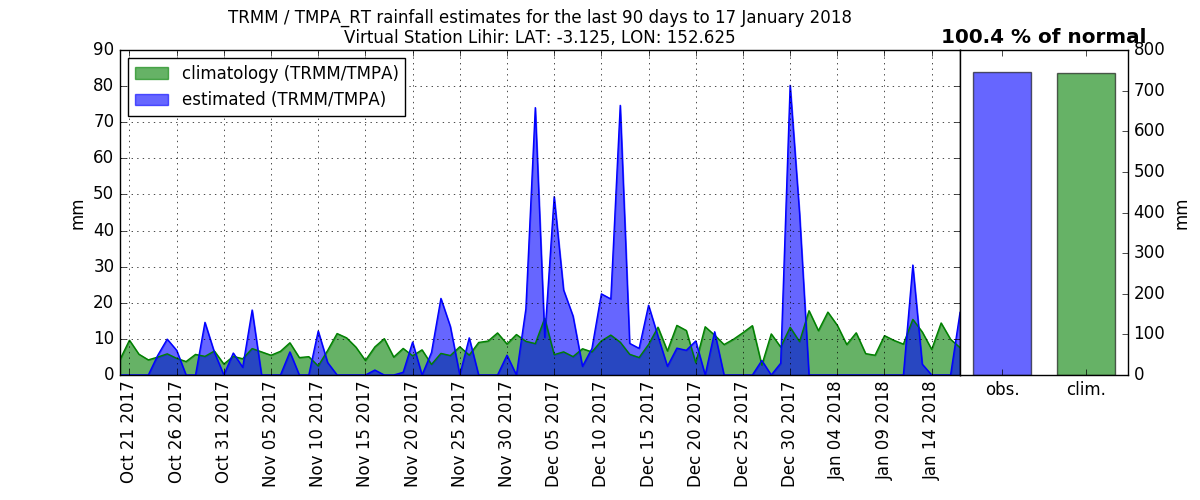 TRMM / TMPA_RT rainfall estimates for the last 90 days to 17 January 2018
Virtual Station Lihir: LAT: -3.125, LON: 152.625
100.4 % of normal
climatology (TRMM/TMPA)
estimated (TRMM/TMPA)
90
80
70
60
50
40
30
20
10
0
mm
Oct 21 2017
Oct 26 2017
Oct 31 2017
Nov 05 2017
Nov 10 2017
Nov 15 2017
Nov 20 2017
Nov 25 2017
Nov 30 2017
Dec 05 2017
Dec 10 2017
Dec 15 2017
Dec 20 2017
Dec 25 2017
Dec 30 2017
Jan 04 2018
Jan 09 2018
Jan 14 2018
obs.
clim.
800
700
600
500
400
300
200
100
0
mm